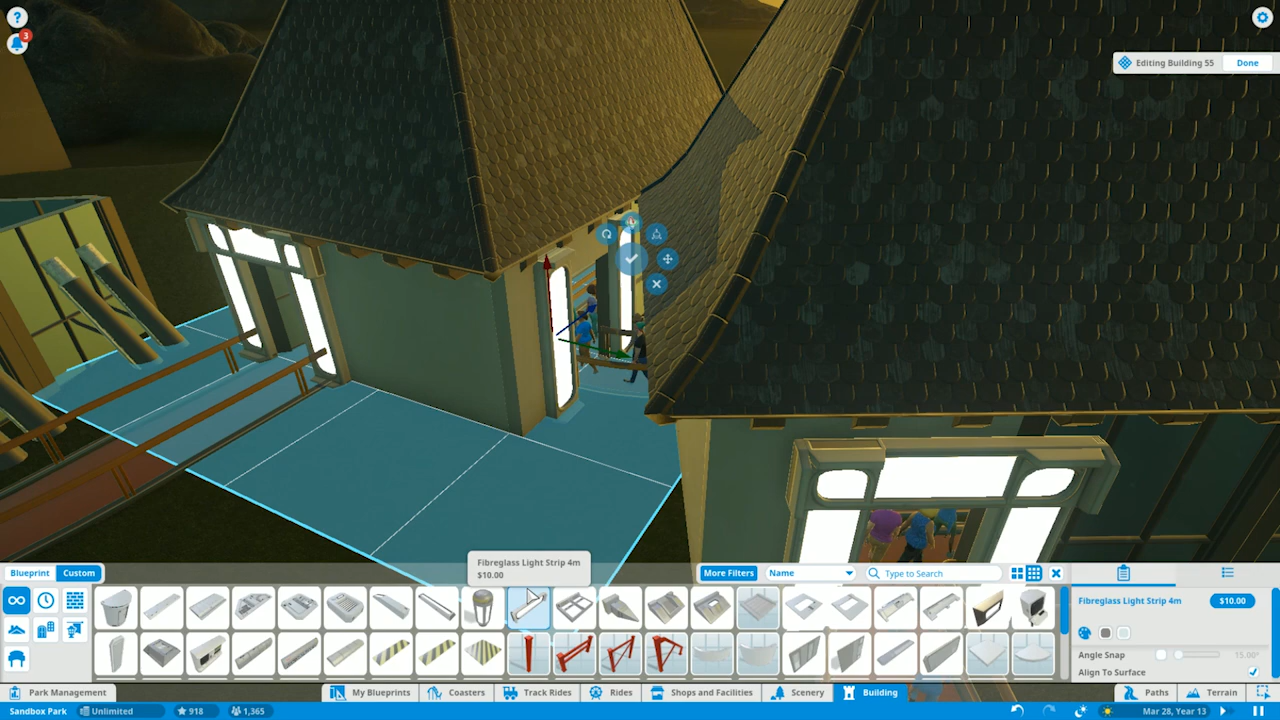 ?
3
Editing Building 55 Done
Fibreglass Light Strip 4m
$10.00
Blueprint Custom More Filters Name Type to Search
Fibreglass Light Strip 4m $10.00
Angle Snap 15.00°
Align To Surface
Park Management My Blueprints Coasters Track Rides Rides Shops and Facilities Scenery Building Paths Terrain
Sandbox Park Unlimited 918 1,365 Mar 28, Year 13